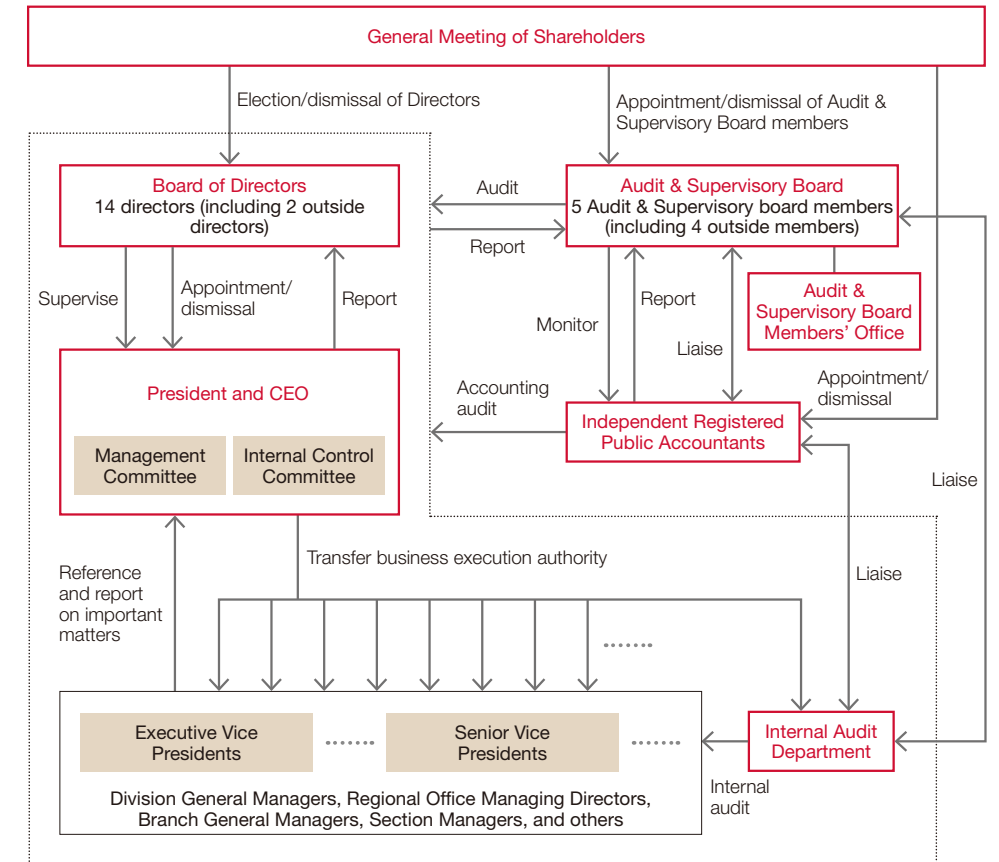 General Meeting of Shareholders
Election/dismissal of Directors
Appointment/dismissal of Audit &
Supervisory Board members
Board of Directors
14 directors (including 2 outside
directors)
Audit
Report
Audit & Supervisory Board
5 Audit & Supervisory board members
(including 4 outside members)
Supervise
Appointment/
dismissal
Report
Monitor
Report
Liaise
Audit &
Supervisory Board
Members’ Office
President and CEO
Management
Committee
Internal Control
Committee
Accounting
audit
Independent Registered
Public Accountants
Appointment/
dismissal
Liaise
Liaise
Transfer business execution authority
Reference
and report
on important
matters
Executive Vice
Presidents
Senior Vice
Presidents
Division General Managers, Regional Office Managing Directors,
Branch General Managers, Section Managers, and others
Internal Audit
Department
Internal
audit